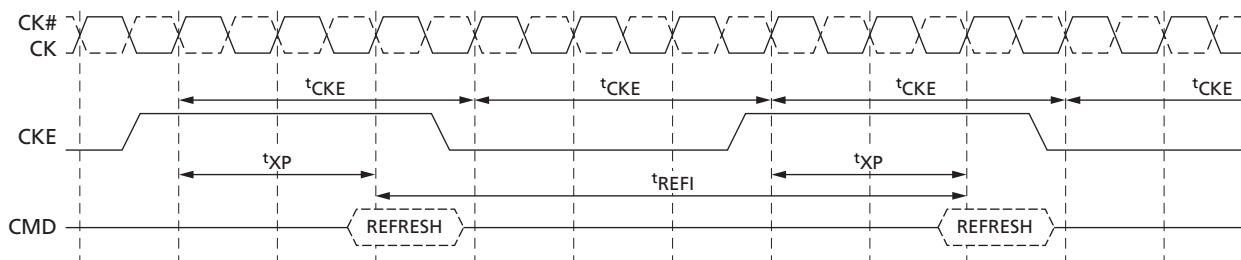 CK#
CK
tCKE tCKE tCKE tCKE
CKE
tXP tXP
tREFI
CMD REFRESH REFRESH